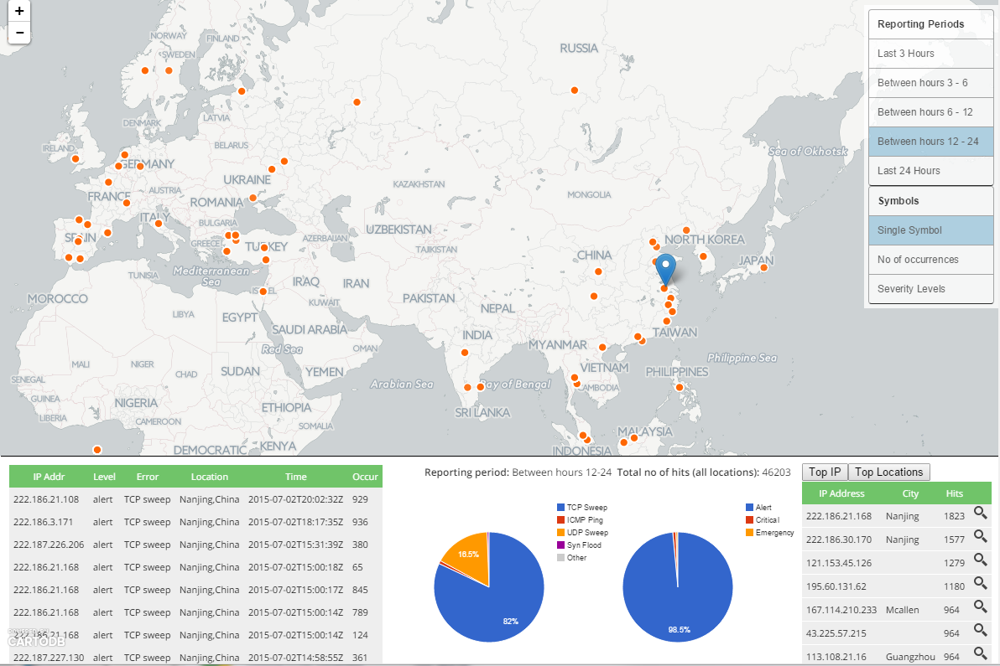 +
−
NORWAY
FINLAND
SWEDEN
RUSSIA
DENMARK
LATVIA
IRELAND
BELARUS
GERMANY
UKRAINE
KAZAKHSTAN
MONGOLIA
Sea of Okhotsk
FRANCE
AUSTRIA
ROMANIA
ITALY
BULGARIA
UZBEKISTAN
SPAIN
GREECE
TURKEY
AZERBAIJAN
TAJIKISTAN
CHINA
NORTH KOREA
JAPAN
TUNISIA
Mediterranean
Sea
ISRAEL
IRAQ
IRAN
MOROCCO
KUWAIT
PAKISTAN
NEPAL
LIBYA
EGYPT
SAUDI ARABIA
INDIA
MYANMAR
TAIWAN
Red Sea
OMAN
MALI
NIGER
CHAD
SUDAN
YEMEN
Arabian Sea
Bay of Bengal
VIETNAM
PHILIPPINES
Philippine Sea
SENEGAL
CAMBODIA
GUINEA
NIGERIA
ETHIOPIA
SRI LANKA
LIBERIA
CAMEROON
SOMALIA
MALAYSIA
DEMOCRATIC
KENYA
INDONESIA
Reporting Periods
Last 3 Hours
Between hours 3 - 6
Between hours 6 - 12
Between hours 12 - 24
Last 24 Hours
Symbols
Single Symbol
No of occurrences
Severity Levels
IP Addr Level Error Location Time Occur
222.186.21.108 alert TCP sweep Nanjing,China 2015-07-02T20:02:32Z 929
222.186.3.171 alert TCP sweep Nanjing,China 2015-07-02T18:17:35Z 936
222.187.226.206 alert TCP sweep Nanjing,China 2015-07-02T15:31:39Z 380
222.186.21.168 alert TCP sweep Nanjing,China 2015-07-02T15:00:18Z 65
222.186.21.168 alert TCP sweep Nanjing,China 2015-07-02T15:00:17Z 845
222.186.21.168 alert TCP sweep Nanjing,China 2015-07-02T15:00:14Z 789
222.186.21.168 alert TCP sweep Nanjing,China 2015-07-02T15:00:14Z 124
222.187.227.130 alert TCP sweep Nanjing,China 2015-07-02T14:58:55Z 361
POWERED BY
CARTODB
Reporting period: Between hours 12-24 Total no of hits (all locations): 46203
TCP Sweep
ICMP Ping
UDP Sweep
Syn Flood
Other
16.5%
82%
Alert
Critical
Emergency
98.5%
Top IP Top Locations
IP Address City Hits
222.186.21.168 Nanjing 1823
222.186.30.170 Nanjing 1577
121.153.45.126 1279
195.60.131.62 1180
167.114.210.233 Mcallen 964
43.225.57.215 964
113.108.21.16 Guangzhou 964